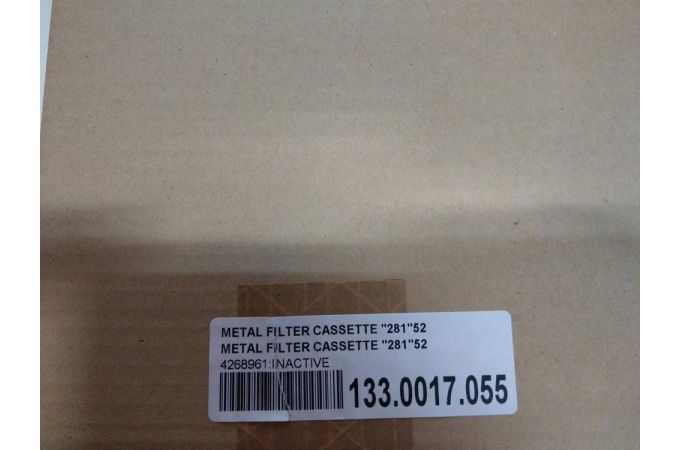 METAL FILTER CASSETTE "281"52
METAL FILTER CASSETTE "281"52
4268961:INACTIVE
133.0017.055